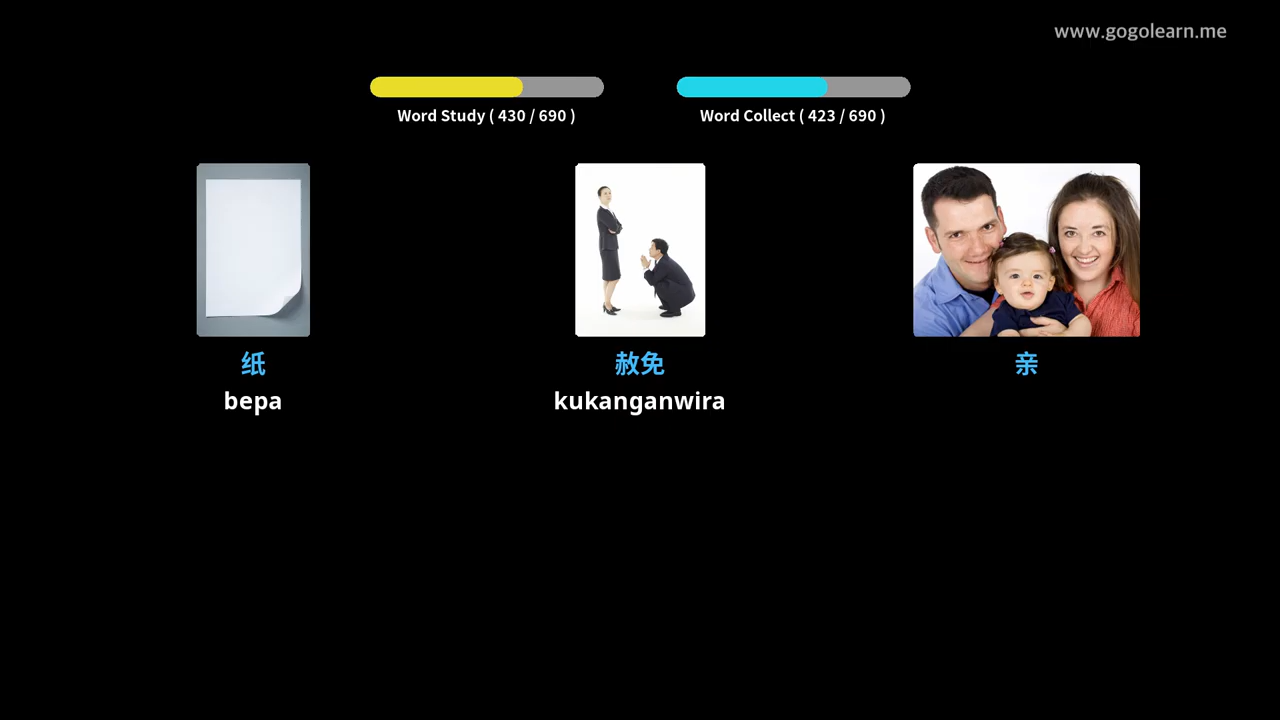 www.gogolearn.me
Word Study ( 430 / 690 )
Word Collect ( 423 / 690 )
纸
赦免
亲
bepa
kukanganwira